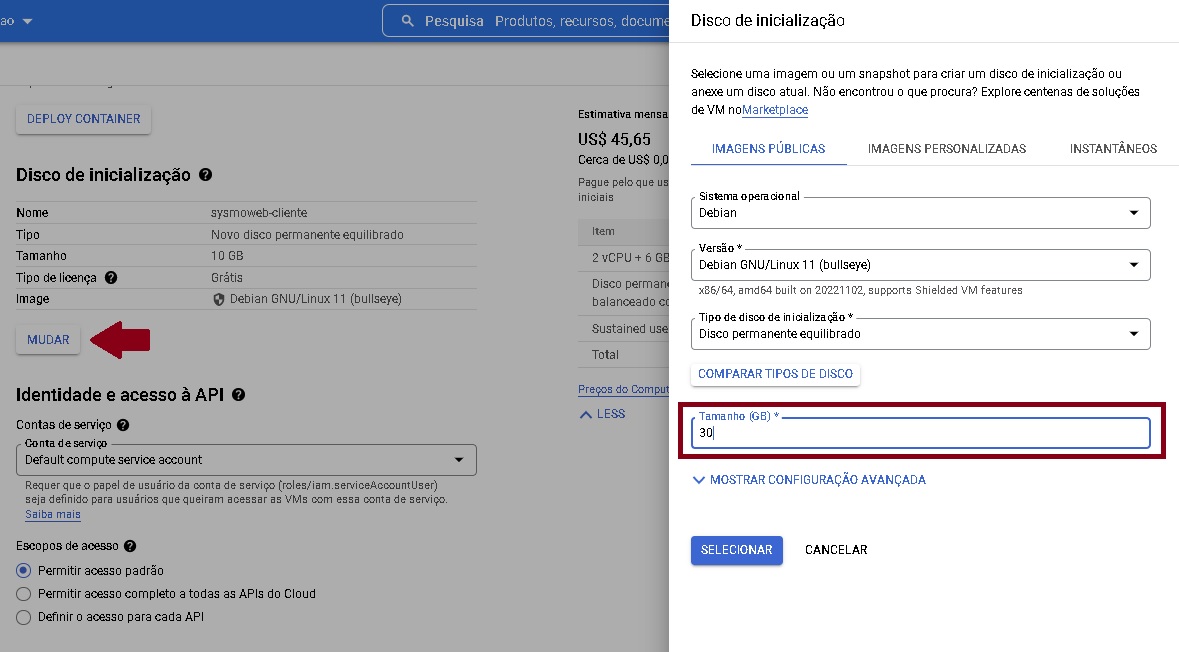 ao
Pesquisa Produtos, recursos, docume
DEPLOY CONTAINER
Disco de inicialização
Nome sysmoweb-cliente
Tipo Novo disco permanente equilibrado
Tamanho 10 GB
Tipo de licença Grátis
Image Debian GNU/Linux 11 (bullseye)
MUDAR
Identidade e acesso à API
Contas de serviço
Conta de serviço
Default compute service account
Requer que o papel de usuário da conta de serviço (roles/iam.serviceAccountUser)
seja definido para usuários que queiram acessar as VMs com essa conta de serviço.
Saiba mais
Escopos de acesso
Permitir acesso padrão
Permitir acesso completo a todas as APIs do Cloud
Definir o acesso para cada API
Estimativa mensa
US$ 45,65
Cerca de US$ 0,0
Pague pelo que us
iniciais
Item
2 vCPU + 6 GB
Disco perman
balanceado co
Sustained use
Total
Preços do Comput
LESS
Disco de inicialização
Selecione uma imagem ou um snapshot para criar um disco de inicialização ou
anexe um disco atual. Não encontrou o que procura? Explore centenas de soluções
de VM noMarketplace
IMAGENS PÚBLICAS IMAGENS PERSONALIZADAS INSTANTÂNEOS
Sistema operacional
Debian
Versão *
Debian GNU/Linux 11 (bullseye)
x86/64, amd64 built on 20221102, supports Shielded VM features
Tipo de disco de inicialização *
Disco permanente equilibrado
COMPARAR TIPOS DE DISCO
Tamanho (GB) *
30
MOSTRAR CONFIGURAÇÃO AVANÇADA
SELECIONAR CANCELAR